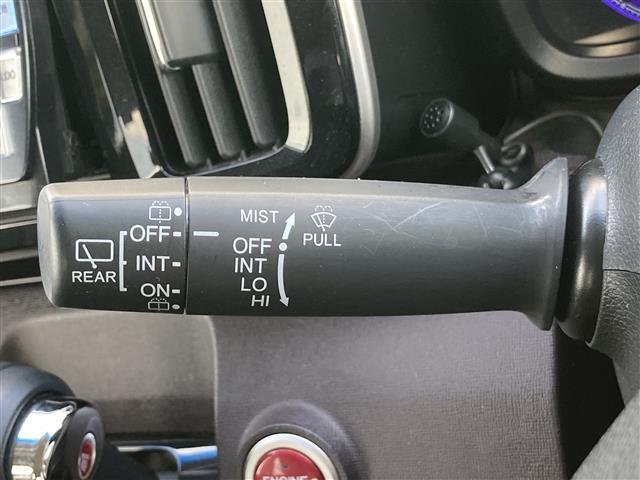 REAR
OFF
INT
ON
MIST
OFF
INT
LO
HI
PULL
ENGINE